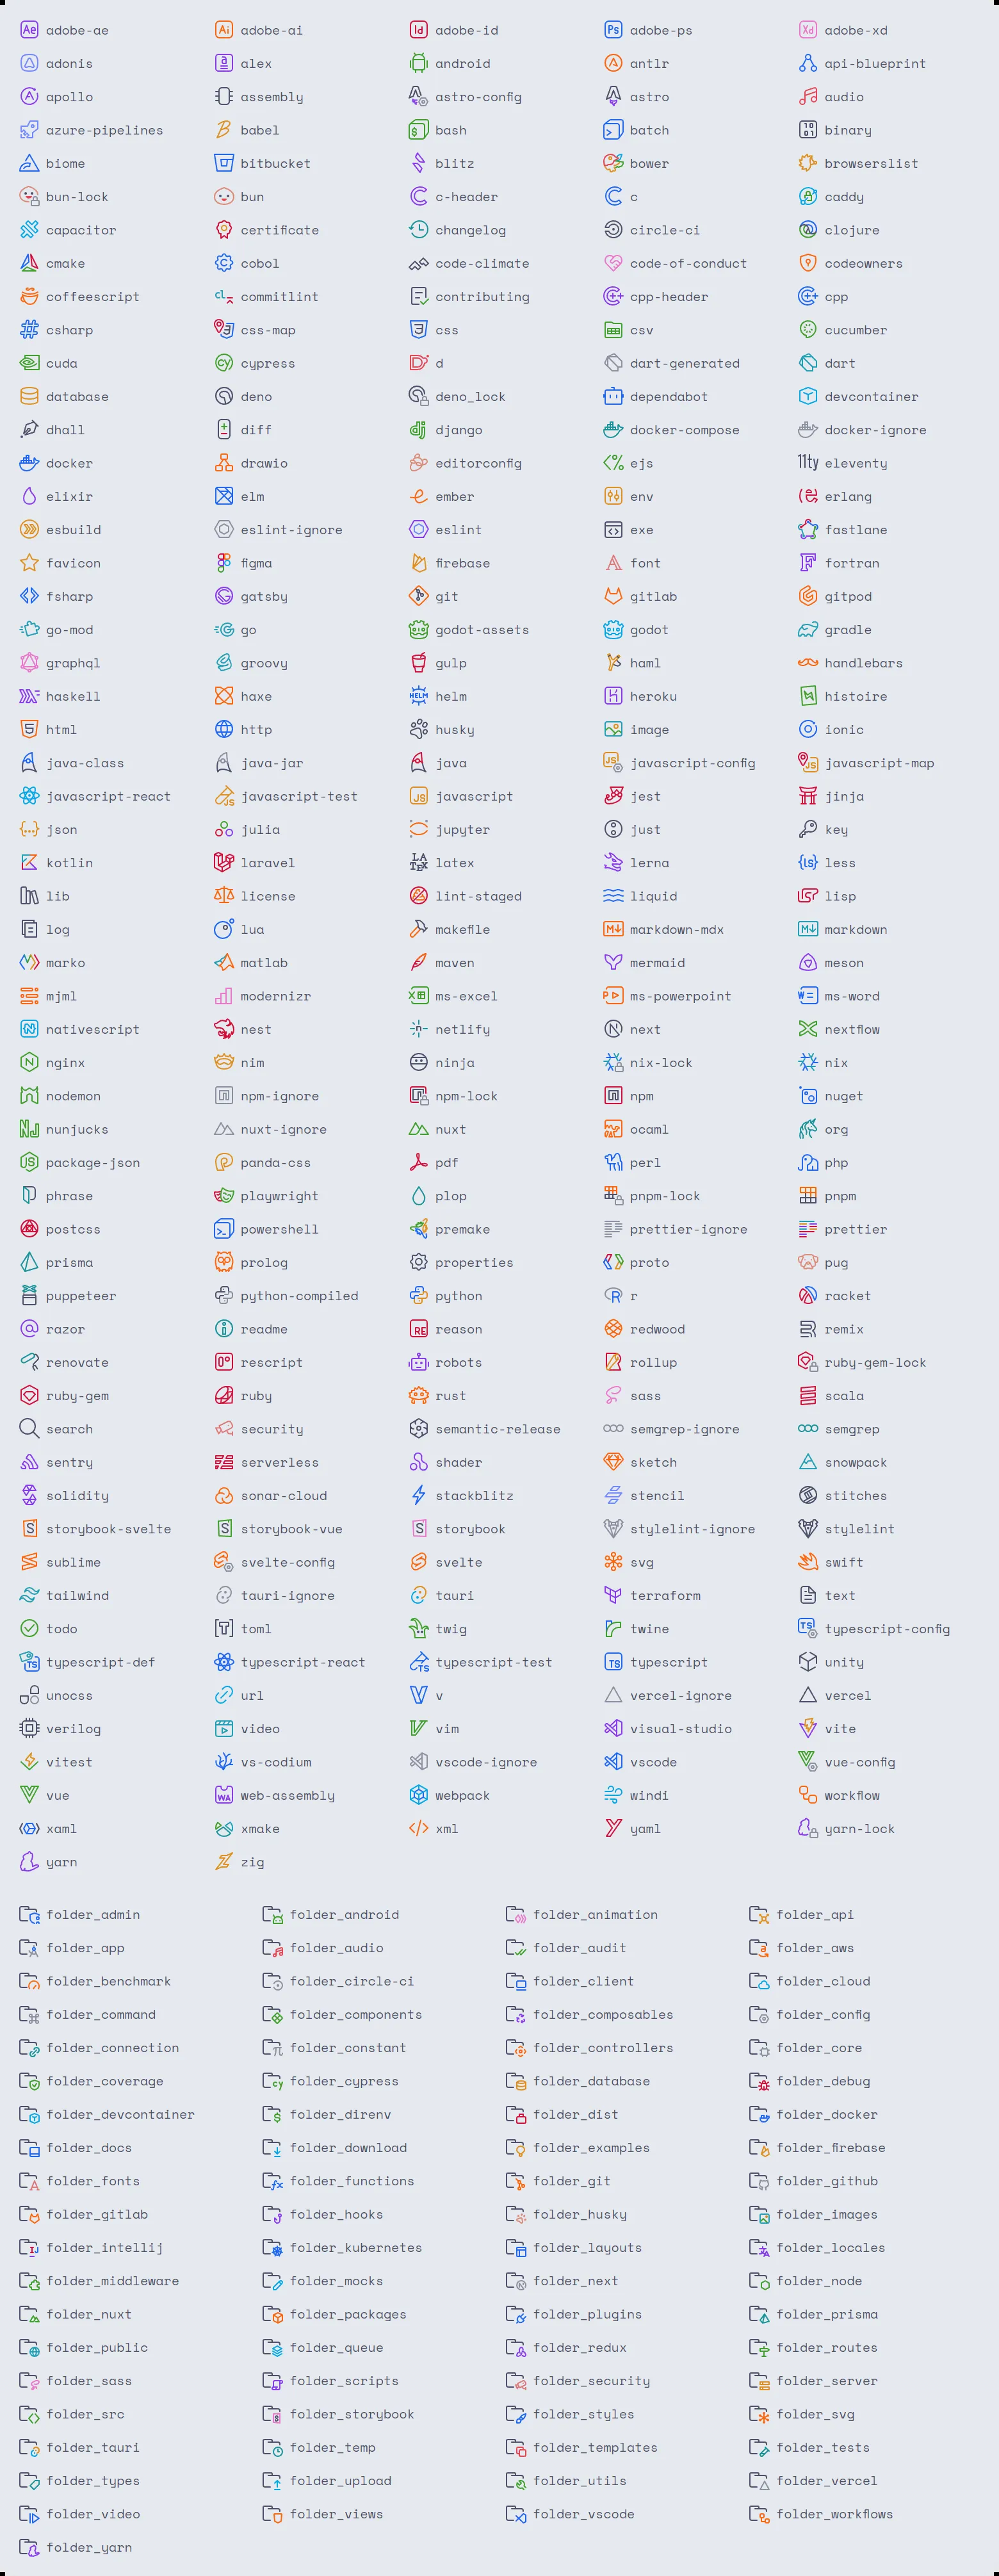 adobe-ae adobe-ai adobe-id adobe-ps adobe-xd
adonis alex android antlr api-blueprint
apollo assembly astro-config astro audio
azure-pipelines babel bash batch binary
biome bitbucket blitz bower browserslist
bun-lock bun c-header c caddy
capacitor certificate changelog circle-ci clojure
cmake cobol code-climate code-of-conduct codeowners
coffeescript commitlint contributing cpp-header cpp
csharp css-map css csv cucumber
cuda cypress d dart-generated dart
database deno deno_lock dependabot devcontainer
dhall diff django docker-compose docker-ignore
docker drawio editorconfig ejs eleventy
elixir elm ember env erlang
esbuild eslint-ignore eslint exe fastlane
favicon figma firebase font fortran
fsharp gatsby git gitlab gitpod
go-mod go godot-assets godot gradle
graphql groovy gulp haml handlebars
haskell haxe helm heroku histoire
html http husky image ionic
java-class java-jar java javascript-config javascript-map
javascript-react javascript-test javascript jest jinja
json julia jupyter just key
kotlin laravel latex lerna less
lib license lint-staged liquid lisp
log lua makefile markdown-mdx markdown
marko matlab maven mermaid meson
mjml modernizr ms-excel ms-powerpoint ms-word
nativescript nest netlify next nextflow
nginx nim ninja nix-lock nix
nodemon npm-ignore npm-lock npm nuget
nunjucks nuxt-ignore nuxt ocaml org
package-json panda-css pdf perl php
phrase playwright plop pnpm-lock pnpm
postcss powershell premake prettier-ignore prettier
prisma prolog properties proto pug
puppeteer python-compiled python r racket
razor readme reason redwood remix
renovate rescript robots rollup ruby-gem-lock
ruby-gem ruby rust sass scala
search security semantic-release semgrep-ignore semgrep
sentry serverless shader sketch snowpack
solidity sonar-cloud stackblitz stencil stitches
storybook-svelte storybook-vue storybook stylelint-ignore stylelint
sublime svelte-config svelte svg swift
tailwind tauri-ignore tauri terraform text
todo toml twig twine typescript-config
typescript-def typescript-react typescript-test typescript unity
unocss url v vercel-ignore vercel
verilog video vim visual-studio vite
vitest vs-codium vscode-ignore vscode vue-config
vue web-assembly webpack windi workflow
xaml xmake xml yaml yarn-lock
yarn zig
folder_admin folder_android folder_animation folder_api
folder_app folder_audio folder_audit folder_aws
folder_benchmark folder_circle-ci folder_client folder_cloud
folder_command folder_components folder_composables folder_config
folder_connection folder_constant folder_controllers folder_core
folder_coverage folder_cypress folder_database folder_debug
folder_devcontainer folder_direnv folder_dist folder_docker
folder_docs folder_download folder_examples folder_firebase
folder_fonts folder_functions folder_git folder_github
folder_gitlab folder_hooks folder_husky folder_images
folder_intellij folder_kubernetes folder_layouts folder_locales
folder_middleware folder_mocks folder_next folder_node
folder_nuxt folder_packages folder_plugins folder_prisma
folder_public folder_queue folder_redux folder_routes
folder_sass folder_scripts folder_security folder_server
folder_src folder_storybook folder_styles folder_svg
folder_tauri folder_temp folder_templates folder_tests
folder_types folder_upload folder_utils folder_vercel
folder_video folder_views folder_vscode folder_workflows
folder_yarn